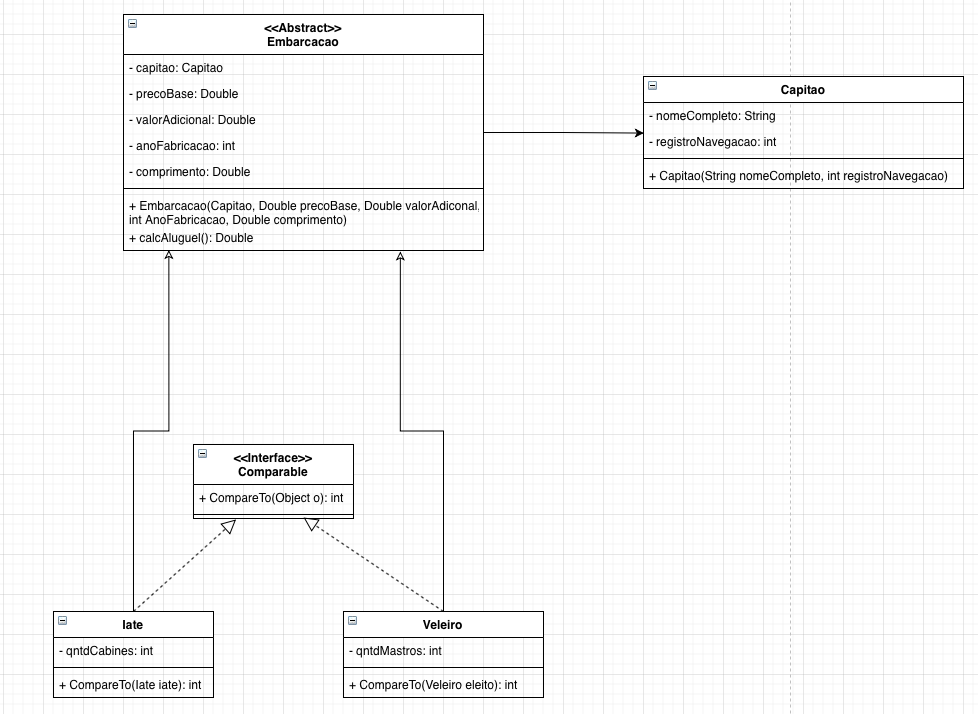 <<Abstract>>
Embarcacao
- capitao: Capitao
- precoBase: Double
- valorAdicional: Double
- anoFabricacao: int
- comprimento: Double
+ Embarcacao(Capitao, Double precoBase, Double valorAdiconal,
int AnoFabricacao, Double comprimento)
+ calcAluguel(): Double
Capitao
- nomeCompleto: String
- registroNavegacao: int
+ Capitao(String nomeCompleto, int registroNavegacao)
<<Interface>>
Comparable
+ CompareTo(Object o): int
Iate
- qntdCabines: int
+ CompareTo(Iate iate): int
Veleiro
- qntdMastros: int
+ CompareTo(Veleiro eleito): int